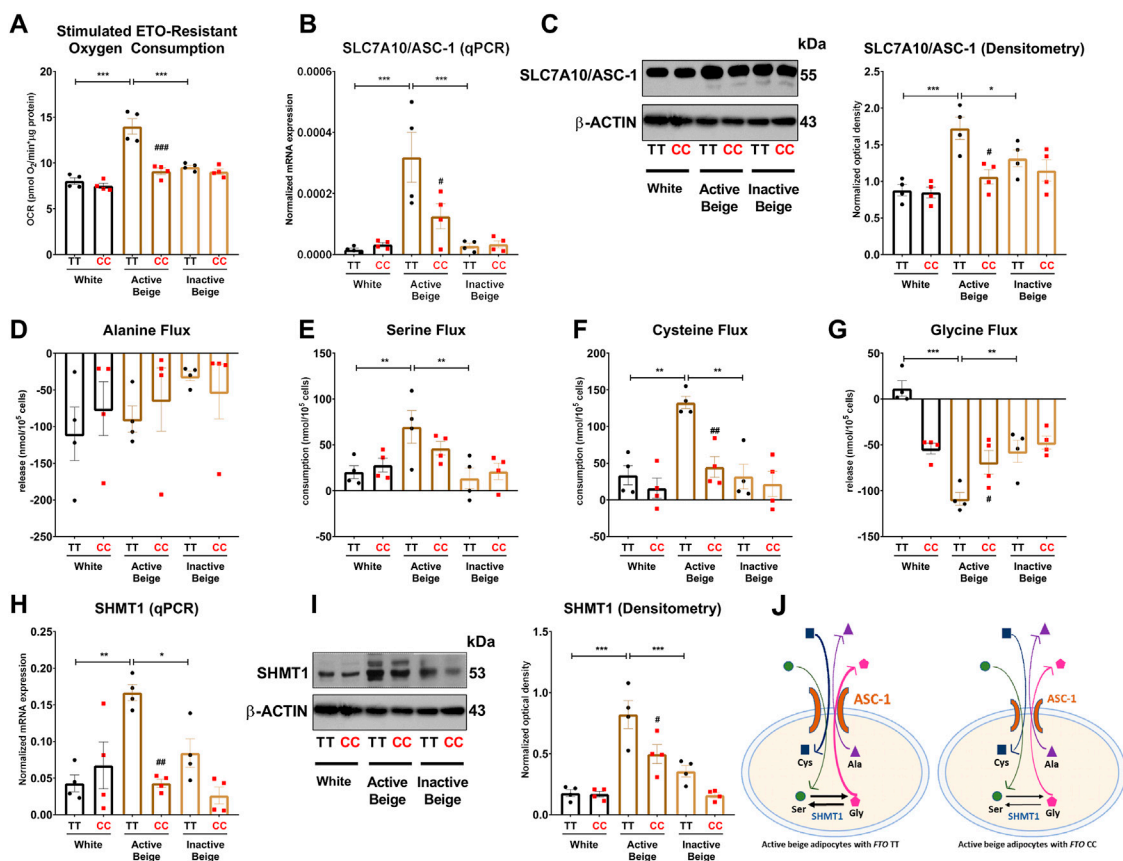 A
Stimulated ETO-Resistant
Oxygen Consumption
OCR (pmol O₂/min*μg protein)
20
15
10
5
0
***
***
###
TT CC TT CC TT CC
White Active Beige Inactive Beige
B
SLC7A10/ASC-1 (qPCR)
Normalized mRNA expression
0.0006
0.0004
0.0002
0.0000
***
***
#
TT CC TT CC TT CC
White Active Beige Inactive Beige
C
kDa
SLC7A10/ASC-1 55
β-ACTIN 43
TT CC TT CC TT CC
White Active Beige Inactive Beige
SLC7A10/ASC-1 (Densitometry)
Normalized optical density
2.5
2.0
1.5
1.0
0.5
0.0
***
*
#
TT CC TT CC TT CC
White Active Beige Inactive Beige
D
Alanine Flux
release (nmol/10⁵ cells)
0
-50
-100
-150
-200
-250
TT CC TT CC TT CC
White Active Beige Inactive Beige
E
Serine Flux
consumption (nmol/10⁵ cells)
150
100
50
0
-50
**
**
TT CC TT CC TT CC
White Active Beige Inactive Beige
F
Cysteine Flux
consumption (nmol/10⁵ cells)
200
150
100
50
0
-50
**
**
##
TT CC TT CC TT CC
White Active Beige Inactive Beige
G
Glycine Flux
release (nmol/10⁵ cells)
50
0
-50
-100
-150
***
**
#
TT CC TT CC TT CC
White Active Beige Inactive Beige
H
SHMT1 (qPCR)
Normalized mRNA expression
0.25
0.20
0.15
0.10
0.05
0.00
**
*
##
TT CC TT CC TT CC
White Active Beige Inactive Beige
I
kDa
SHMT1 53
β-ACTIN 43
TT CC TT CC TT CC
White Active Beige Inactive Beige
SHMT1 (Densitometry)
Normalized optical density
1.5
1.0
0.5
0.0
***
***
#
TT CC TT CC TT CC
White Active Beige Inactive Beige
J
ASC-1
Cys Ala
Ser Gly
SHMT1
Active beige adipocytes with FTO TT
ASC-1
Cys Ala
Ser Gly
SHMT1
Active beige adipocytes with FTO CC